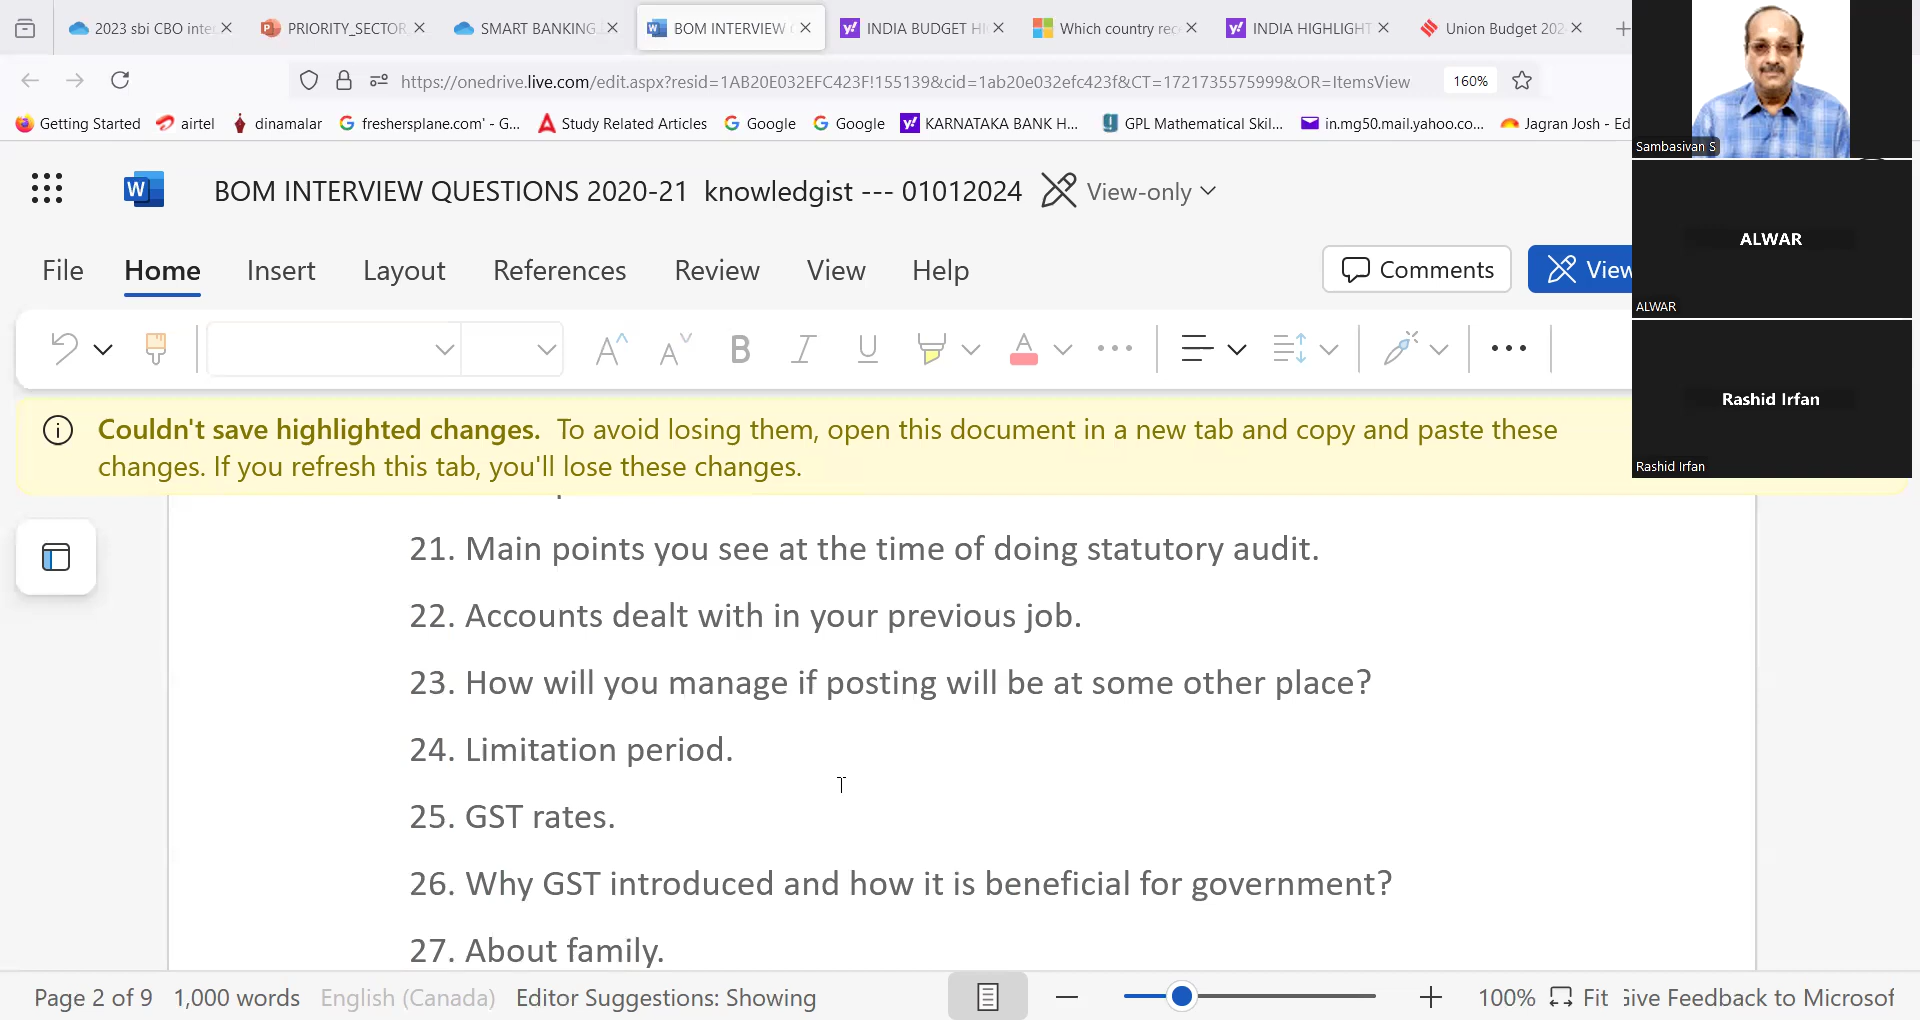 2023 sbi CBO inte
PRIORITY_SECTOR
SMART BANKING
BOM INTERVIEW
INDIA BUDGET HI
Which country rec
INDIA HIGHLIGHT
Union Budget 202
https://onedrive.live.com/edit.aspx?resid=1AB20E032EFC423F!155139&cid=1ab20e032efc423f&CT=1721735575999&OR=ItemsView
160%
Getting Started
airtel
dinamalar
freshersplane.com' - G...
Study Related Articles
Google
Google
KARNATAKA BANK H...
GPL Mathematical Skil...
in.mg50.mail.yahoo.co...
Jagran Josh - Ed
Sambasivan S
BOM INTERVIEW QUESTIONS 2020-21 knowledgist --- 01012024
View-only
ALWAR
ALWAR
File Home Insert Layout References Review View Help
Comments
View
Rashid Irfan
Rashid Irfan
Couldn't save highlighted changes. To avoid losing them, open this document in a new tab and copy and paste these
changes. If you refresh this tab, you'll lose these changes.
21. Main points you see at the time of doing statutory audit.
22. Accounts dealt with in your previous job.
23. How will you manage if posting will be at some other place?
24. Limitation period.
25. GST rates.
26. Why GST introduced and how it is beneficial for government?
27. About family.
Page 2 of 9 1,000 words English (Canada) Editor Suggestions: Showing
100% Fit Give Feedback to Microsof